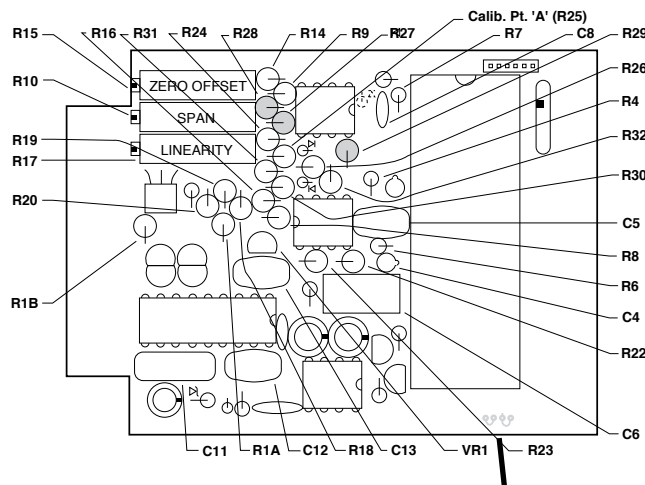 Calib. Pt. 'A' (R25)
R15 R16 R31 R24 R28 R14 R9 R27 R7 C8 R29
R10
R19
R17
R20
R1B
ZERO OFFSET
SPAN
LINEARITY
R26
R4
R32
R30
C5
R8
R6
C4
R22
C6
C11 R1A C12 R18 C13 VR1 R23